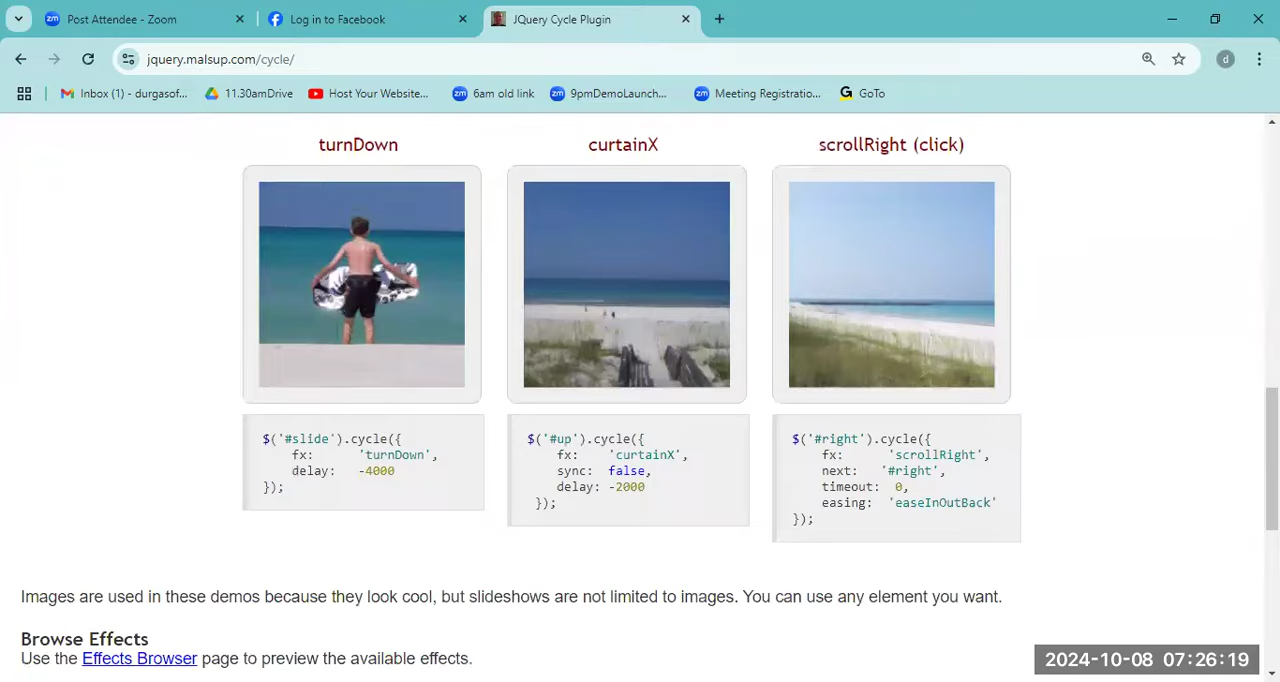 Post Attendee - Zoom
Log in to Facebook
JQuery Cycle Plugin
jquery.malsup.com/cycle/
d
Inbox (1) - durgasof...
11.30amDrive
Host Your Website...
zm 6am old link
zm 9pmDemoLaunch...
zm Meeting Registratio...
G GoTo
turnDown
curtainX
scrollRight (click)
$('#slide').cycle({
fx: 'turnDown',
delay: -4000
});
$('#up').cycle({
fx: 'curtainX',
sync: false,
delay: -2000
});
$('#right').cycle({
fx: 'scrollRight',
next: '#right',
timeout: 0,
easing: 'easeInOutBack'
});
Images are used in these demos because they look cool, but slideshows are not limited to images. You can use any element you want.
Browse Effects
Use the Effects Browser page to preview the available effects.
2024-10-08 07:26:19